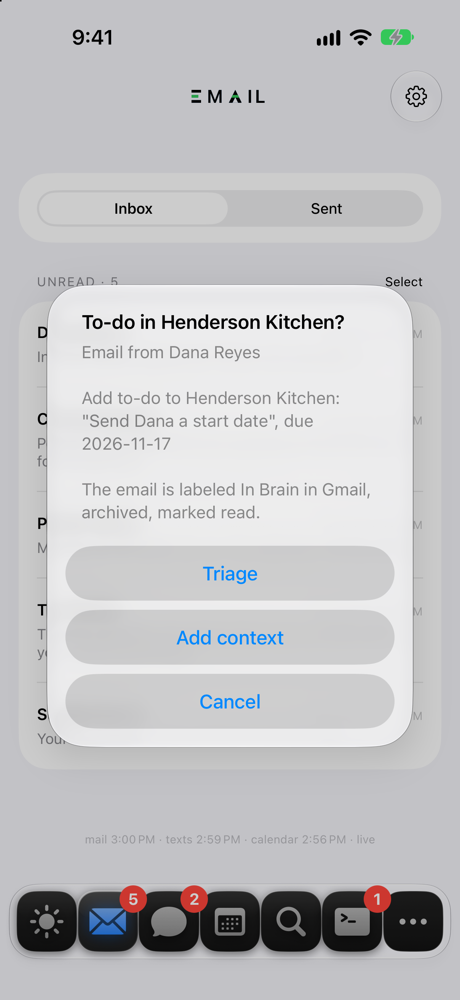 9:41
EMAIL
Inbox
Sent
UNREAD · 5
Select
To-do in Henderson Kitchen?
Email from Dana Reyes
Add to-do to Henderson Kitchen:
"Send Dana a start date", due
2026-11-17
The email is labeled In Brain in Gmail,
archived, marked read.
Triage
Add context
Cancel
mail 3:00 PM · texts 2:59 PM · calendar 2:56 PM · live
5
2
1